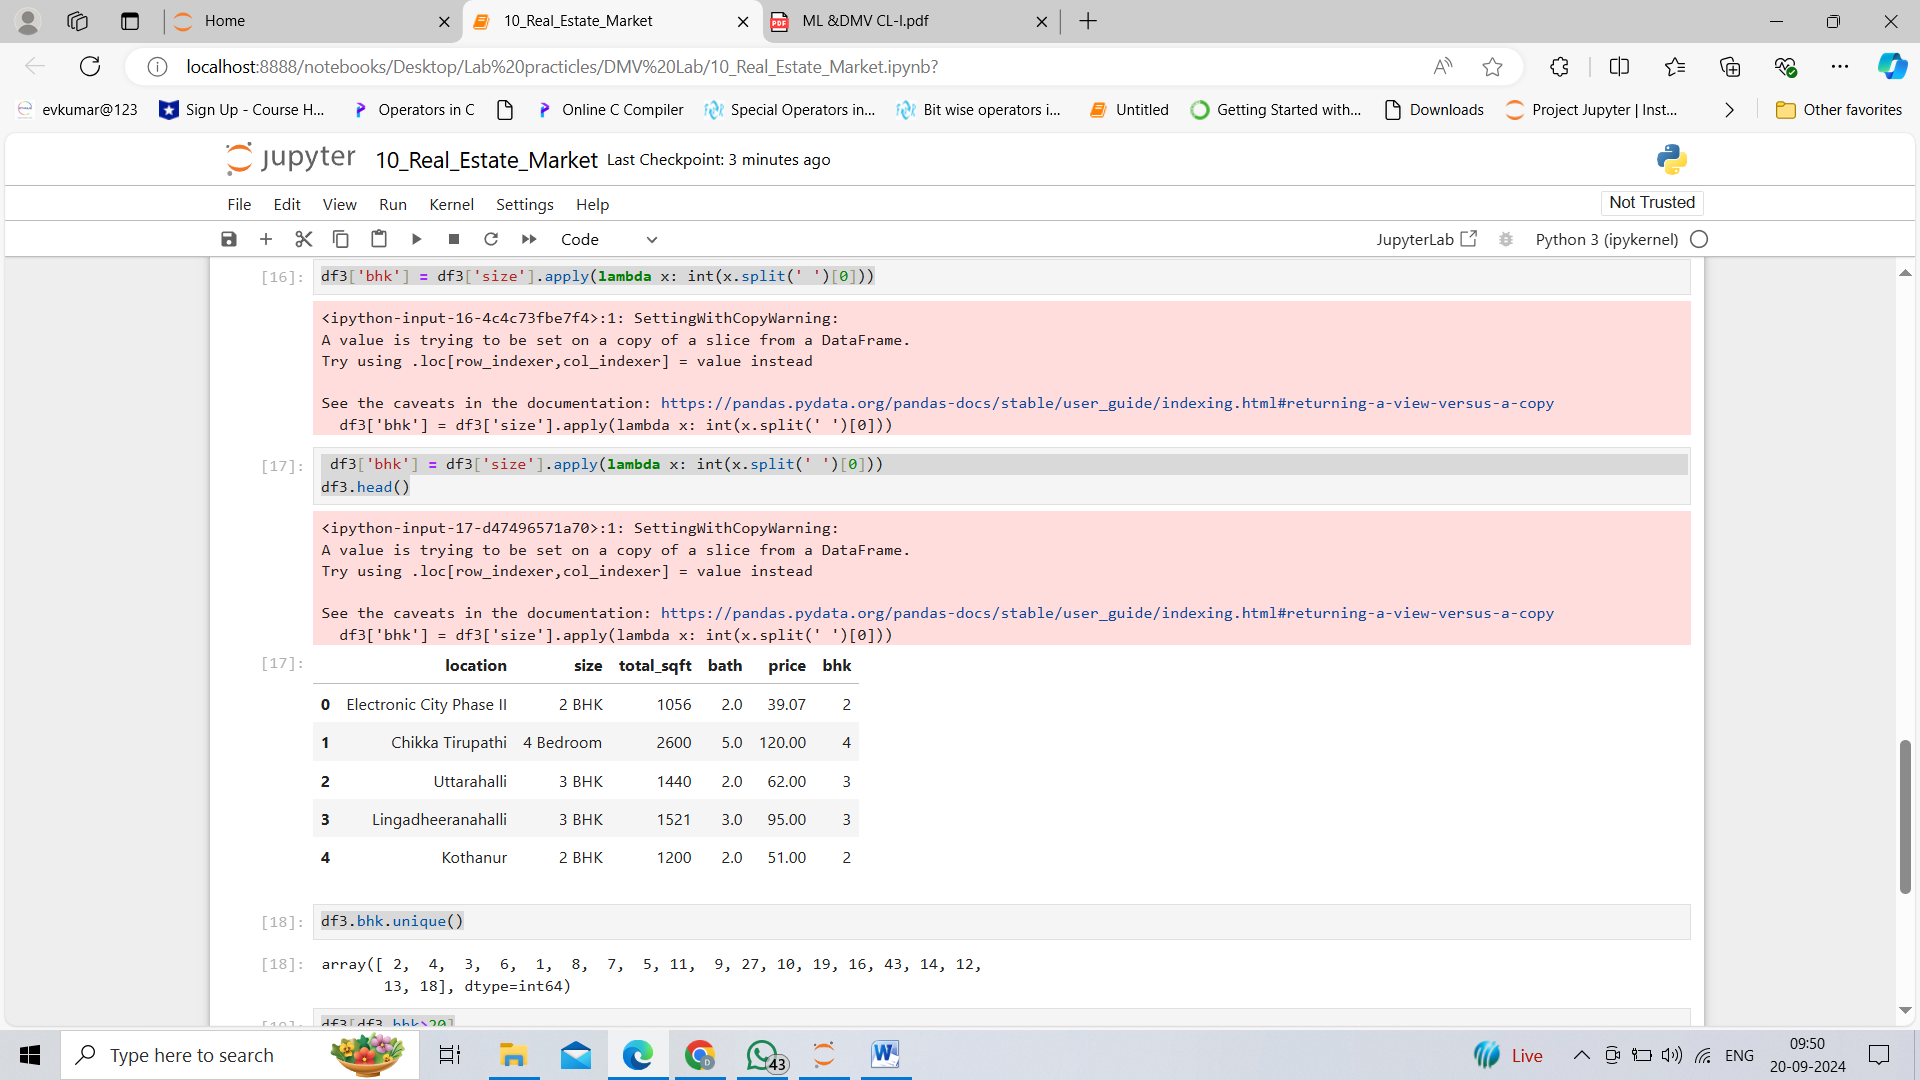 Home
10_Real_Estate_Market
PDF
ML &DMV CL-I.pdf
localhost:8888/notebooks/Desktop/Lab%20practicles/DMV%20Lab/10_Real_Estate_Market.ipynb?
evkumar@123
Sign Up - Course H...
Operators in C
Online C Compiler
Special Operators in...
Bit wise operators i...
Untitled
Getting Started with...
Downloads
Project Jupyter | Inst...
Other favorites
jupyter 10_Real_Estate_Market Last Checkpoint: 3 minutes ago
File Edit View Run Kernel Settings Help
Not Trusted
Code
JupyterLab
Python 3 (ipykernel)
[16]: df3['bhk'] = df3['size'].apply(lambda x: int(x.split(' ')[0]))
<ipython-input-16-4c4c73fbe7f4>:1: SettingWithCopyWarning:
A value is trying to be set on a copy of a slice from a DataFrame.
Try using .loc[row_indexer,col_indexer] = value instead
See the caveats in the documentation: https://pandas.pydata.org/pandas-docs/stable/user_guide/indexing.html#returning-a-view-versus-a-copy
df3['bhk'] = df3['size'].apply(lambda x: int(x.split(' ')[0]))
[17]: df3['bhk'] = df3['size'].apply(lambda x: int(x.split(' ')[0]))
df3.head()
<ipython-input-17-d47496571a70>:1: SettingWithCopyWarning:
A value is trying to be set on a copy of a slice from a DataFrame.
Try using .loc[row_indexer,col_indexer] = value instead
See the caveats in the documentation: https://pandas.pydata.org/pandas-docs/stable/user_guide/indexing.html#returning-a-view-versus-a-copy
df3['bhk'] = df3['size'].apply(lambda x: int(x.split(' ')[0]))
[17]: location size total_sqft bath price bhk
0 Electronic City Phase II 2 BHK 1056 2.0 39.07 2
1 Chikka Tirupathi 4 Bedroom 2600 5.0 120.00 4
2 Uttarahalli 3 BHK 1440 2.0 62.00 3
3 Lingadheeranahalli 3 BHK 1521 3.0 95.00 3
4 Kothanur 2 BHK 1200 2.0 51.00 2
[18]: df3.bhk.unique()
[18]: array([ 2, 4, 3, 6, 1, 8, 7, 5, 11, 9, 27, 10, 19, 16, 43, 14, 12,
13, 18], dtype=int64)
[19]: df3[df3.bhk>20]
Type here to search
43
Live
ENG
09:50
20-09-2024